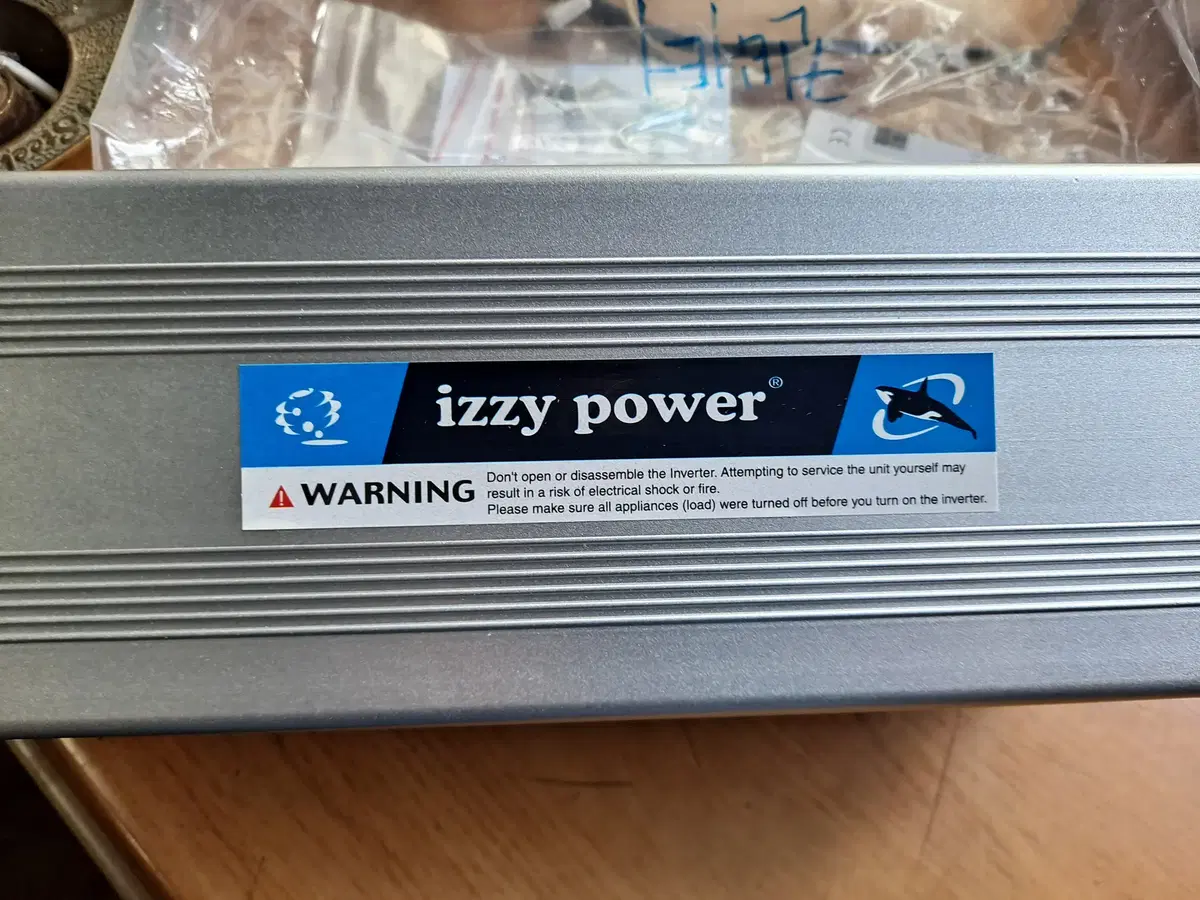 izzy power®
WARNING
Don't open or disassemble the Inverter. Attempting to service the unit yourself may
result in a risk of electrical shock or fire.
Please make sure all appliances (load) were turned off before you turn on the inverter.